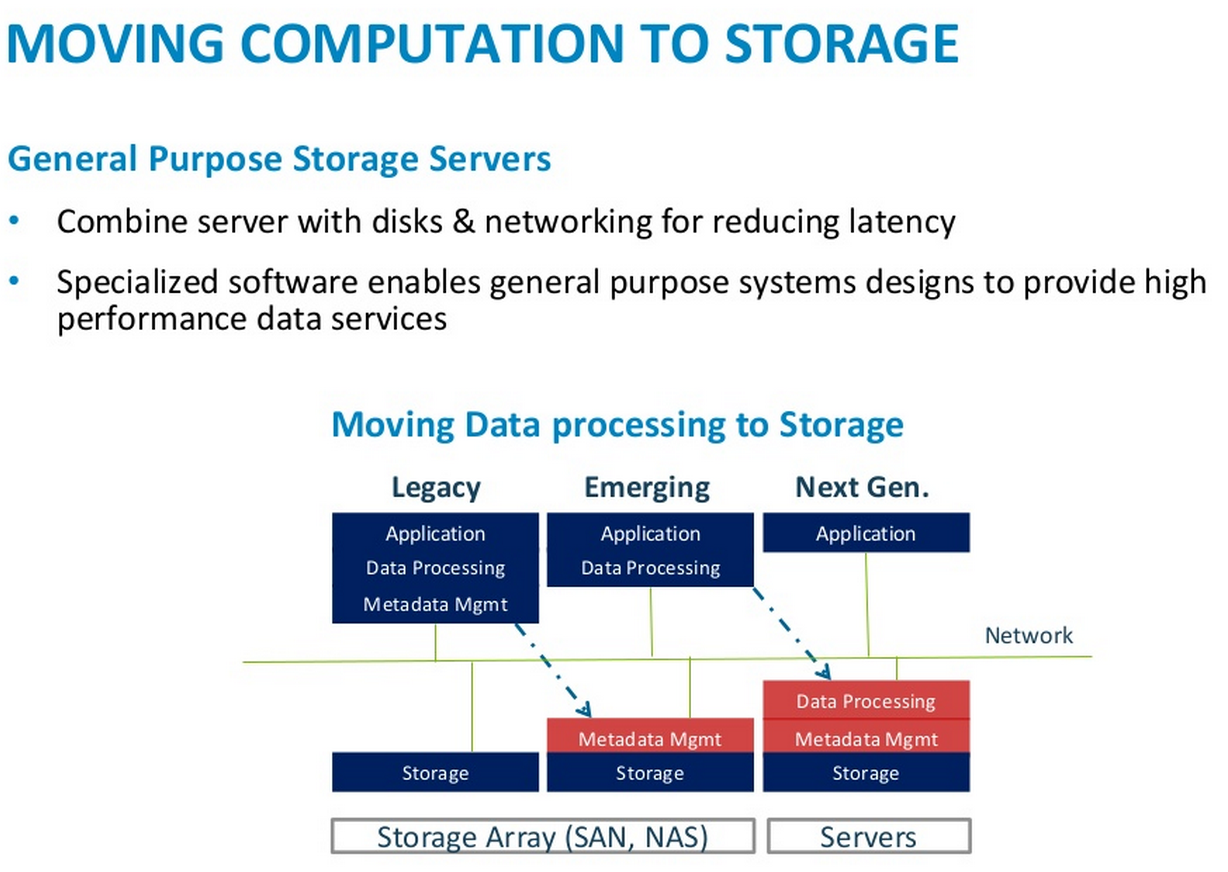 MOVING COMPUTATION TO STORAGE
General Purpose Storage Servers
• Combine server with disks & networking for reducing latency
• Specialized software enables general purpose systems designs to provide high
performance data services
Moving Data processing to Storage
Legacy
Emerging
Next Gen.
Application
Data Processing
Metadata Mgmt
Application
Data Processing
Application
Network
Storage
Metadata Mgmt
Storage
Data Processing
Metadata Mgmt
Storage
Storage Array (SAN, NAS)
Servers